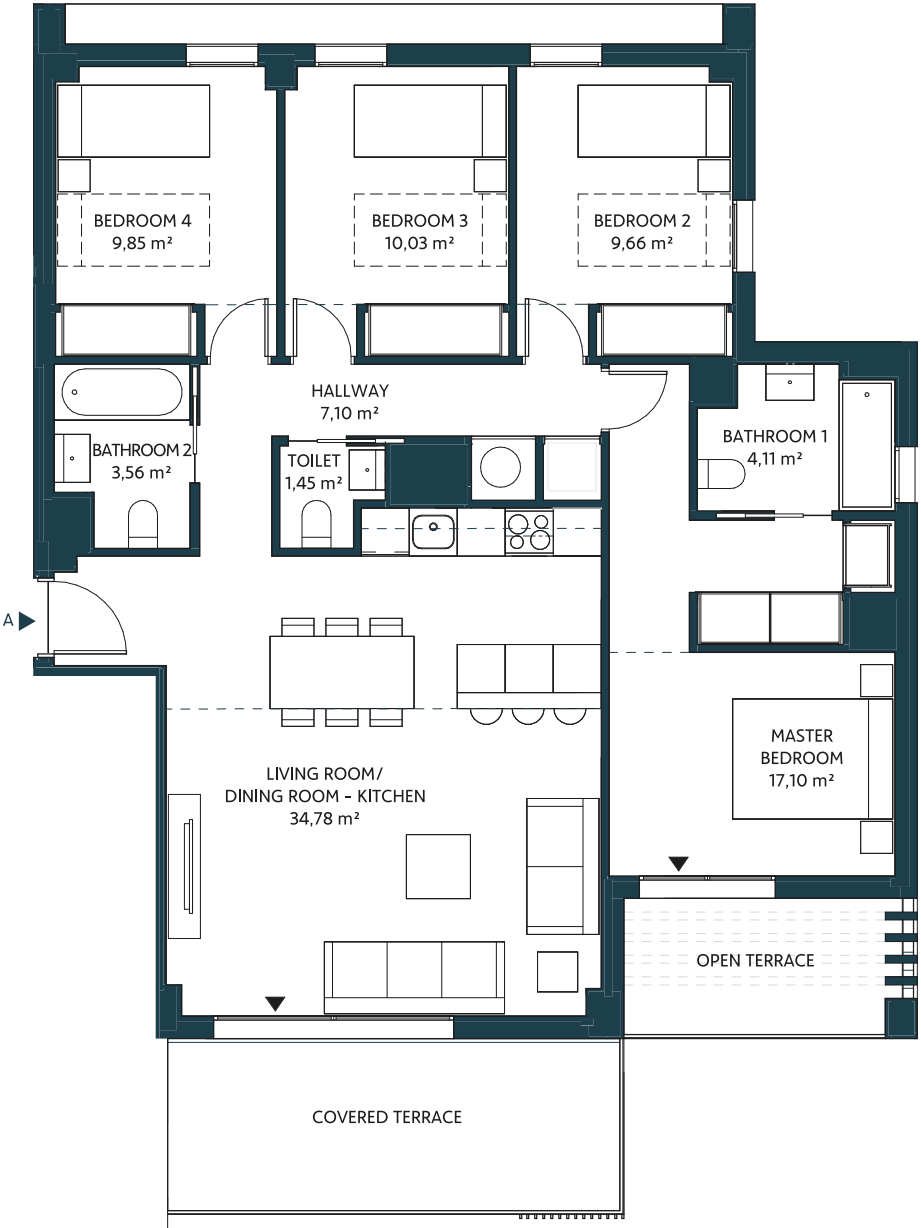 BEDROOM 4
9,85 m²
BEDROOM 3
10,03 m²
BEDROOM 2
9,66 m²
HALLWAY
7,10 m²
BATHROOM 2
3,56 m²
TOILET
1,45 m²
BATHROOM 1
4,11 m²
A
MASTER
BEDROOM
17,10 m²
LIVING ROOM/
DINING ROOM - KITCHEN
34,78 m²
OPEN TERRACE
COVERED TERRACE